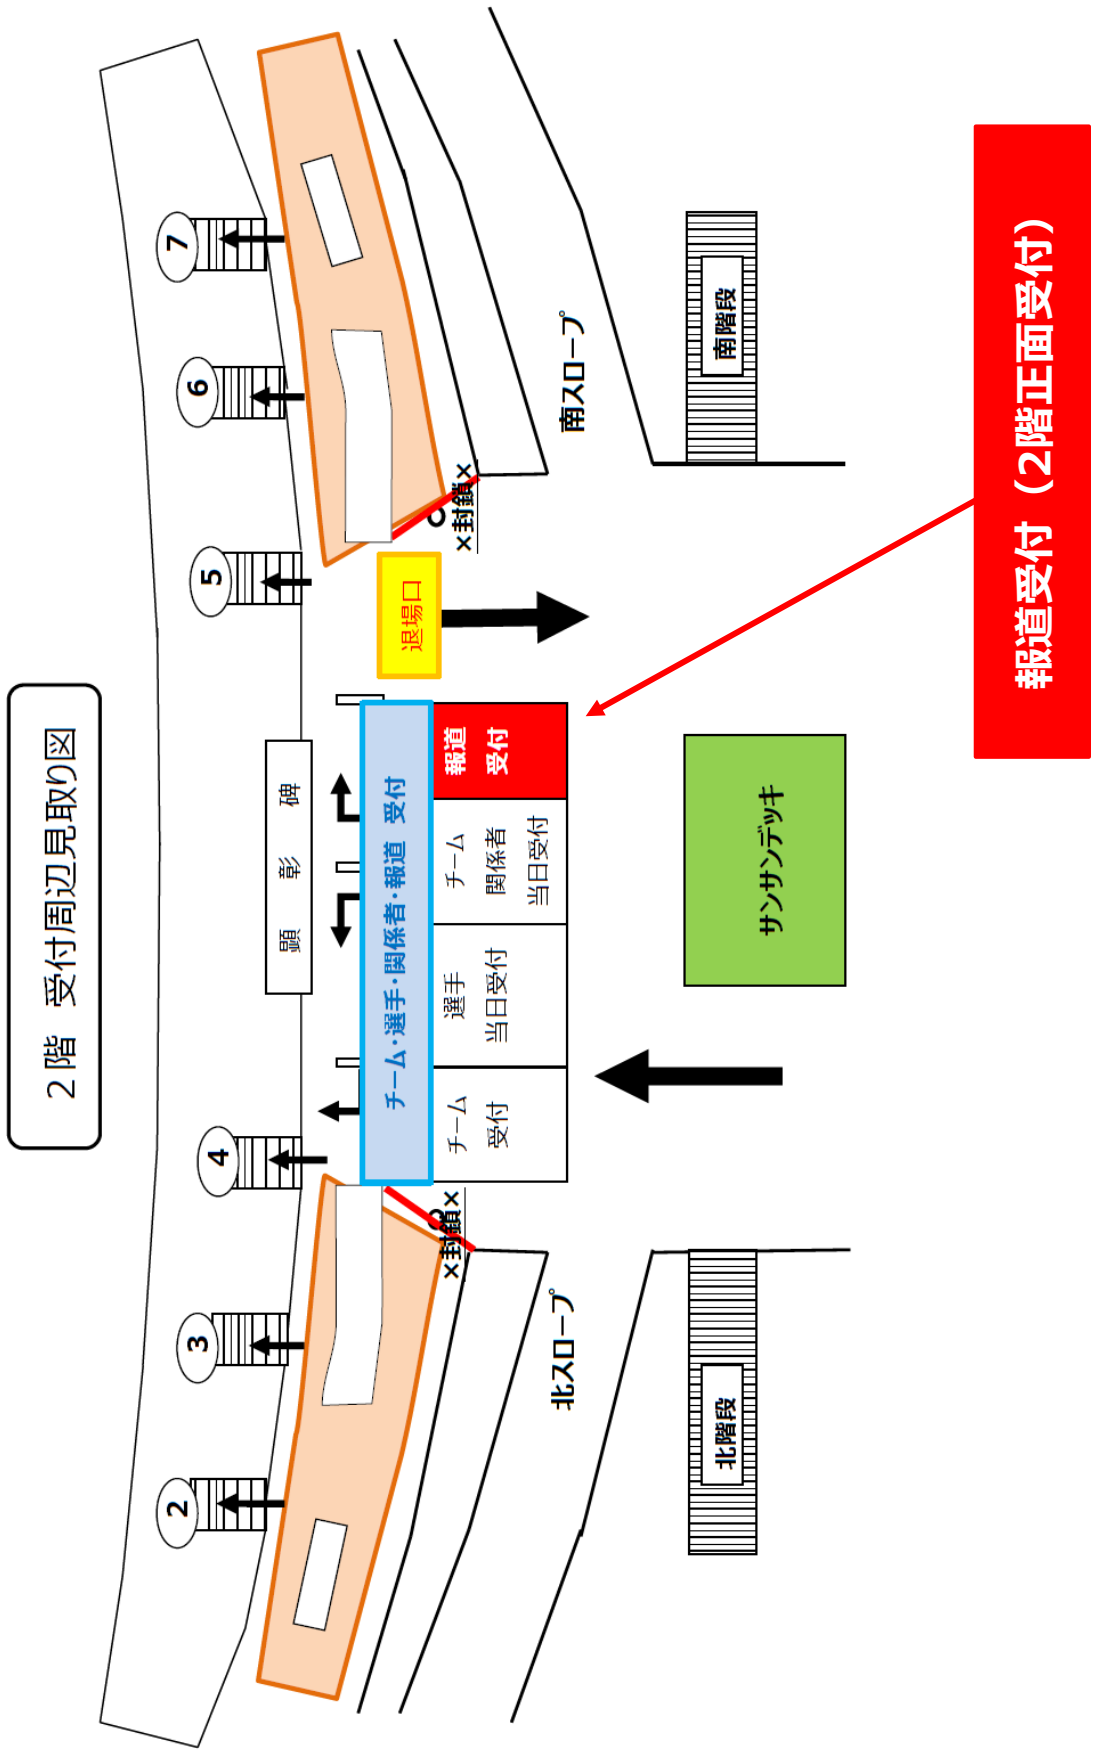 ２階　受付周辺見取り図
2
3
4
5
6
7
顕　彰　碑
チーム・選手・関係者・報道　受付
退場口
チーム
受付
選手
当日受付
チーム
関係者
当日受付
報道
受付
×封鎖×
×封鎖×
北スロープ
南スロープ
北階段
サンサンデッキ
南階段
報道受付（２階正面受付）